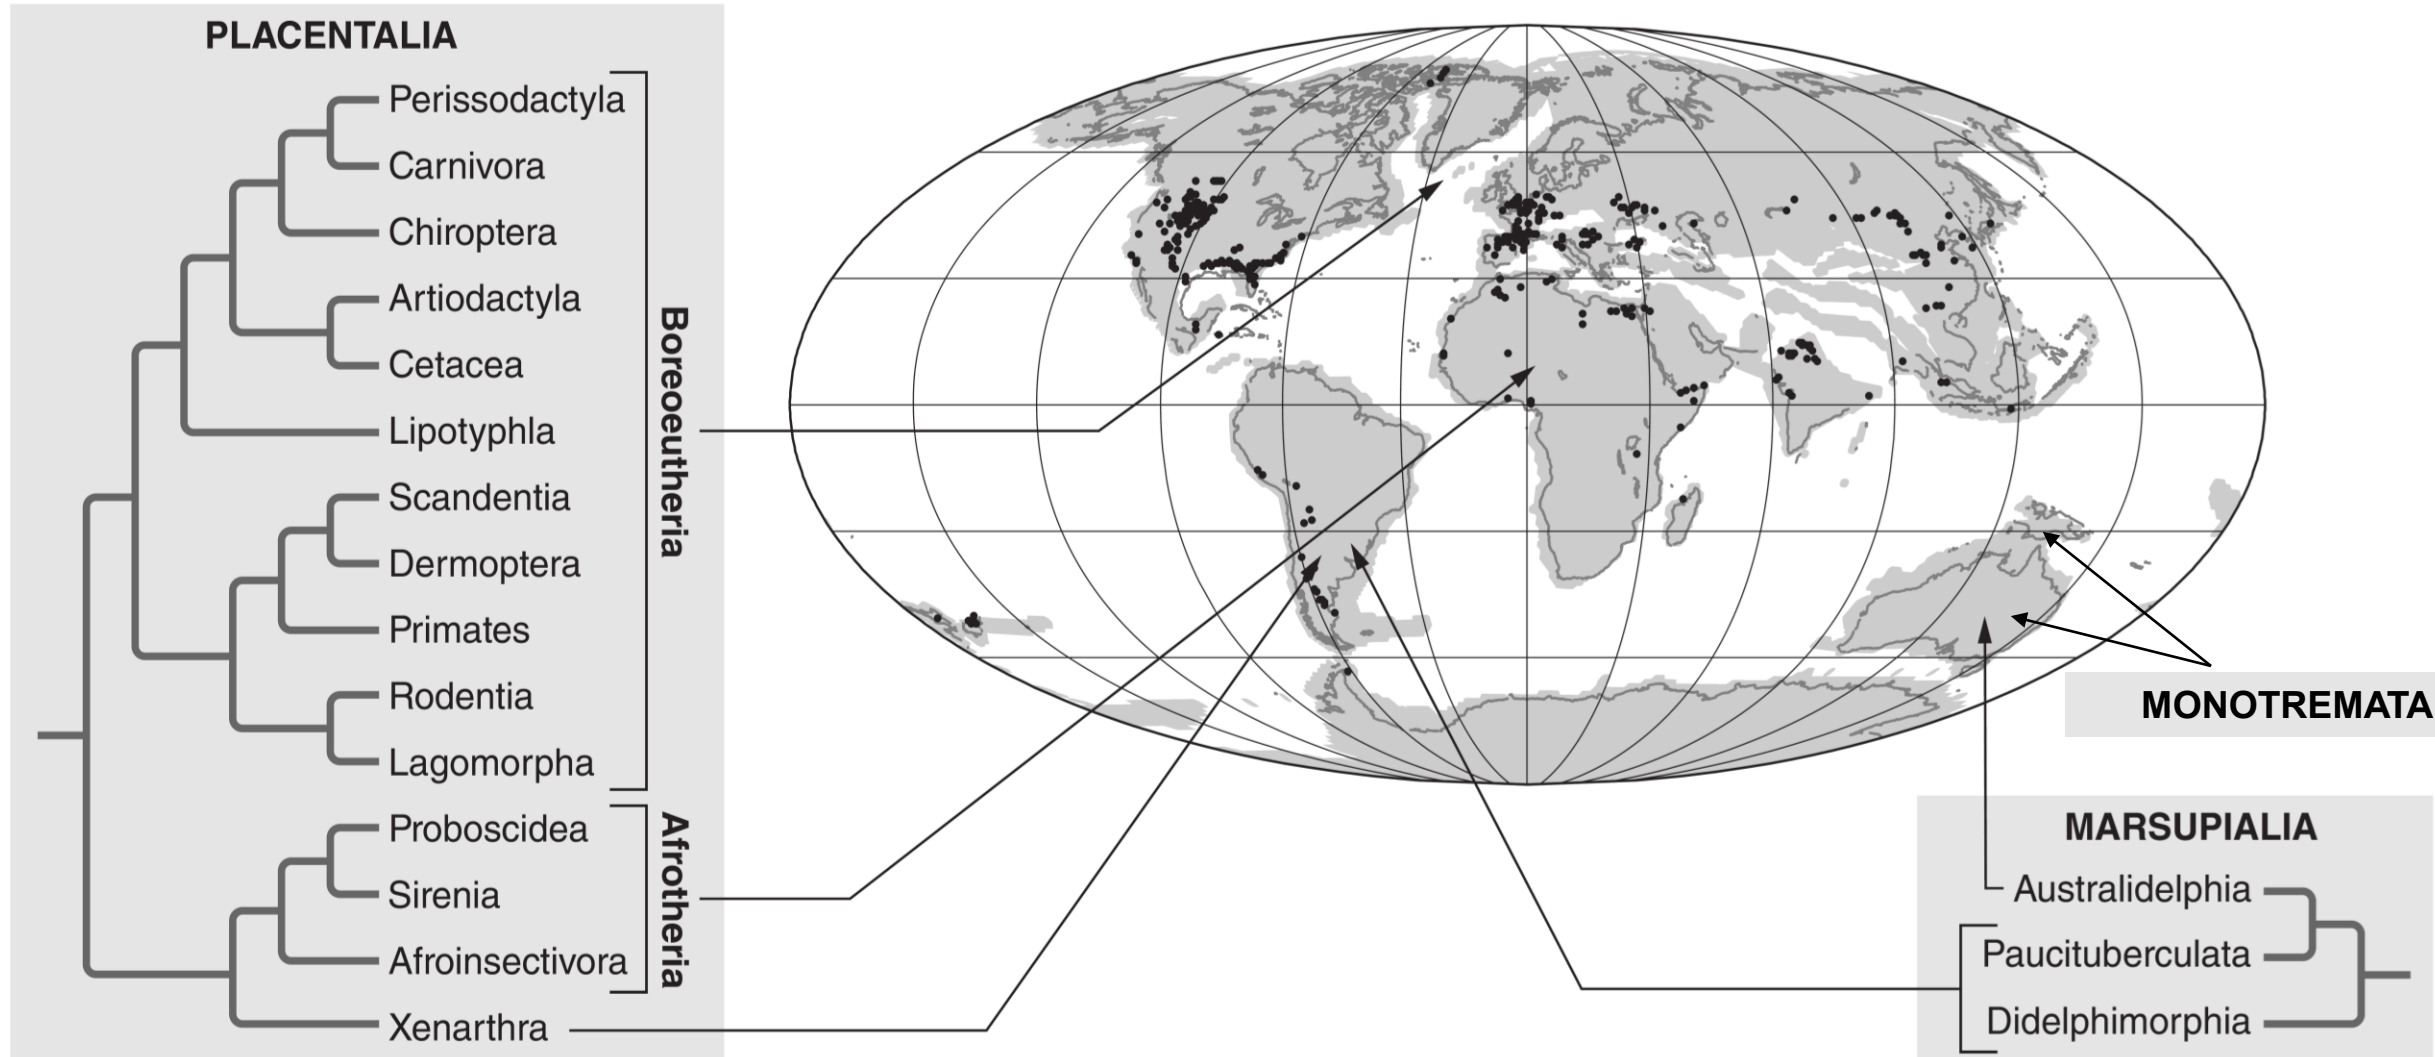 PLACENTALIA
Perissodactyla
Carnivora
Chiroptera
Artiodactyla
Cetacea
Lipotyphla
Scandentia
Dermoptera
Primates
Rodentia
Lagomorpha
Boreoeutheria
Proboscidea
Sirenia
Afroinsectivora
Afrotheria
Xenarthra
MONOTREMATA
MARSUPIALIA
Australidelphia
Paucituberculata
Didelphimorphia